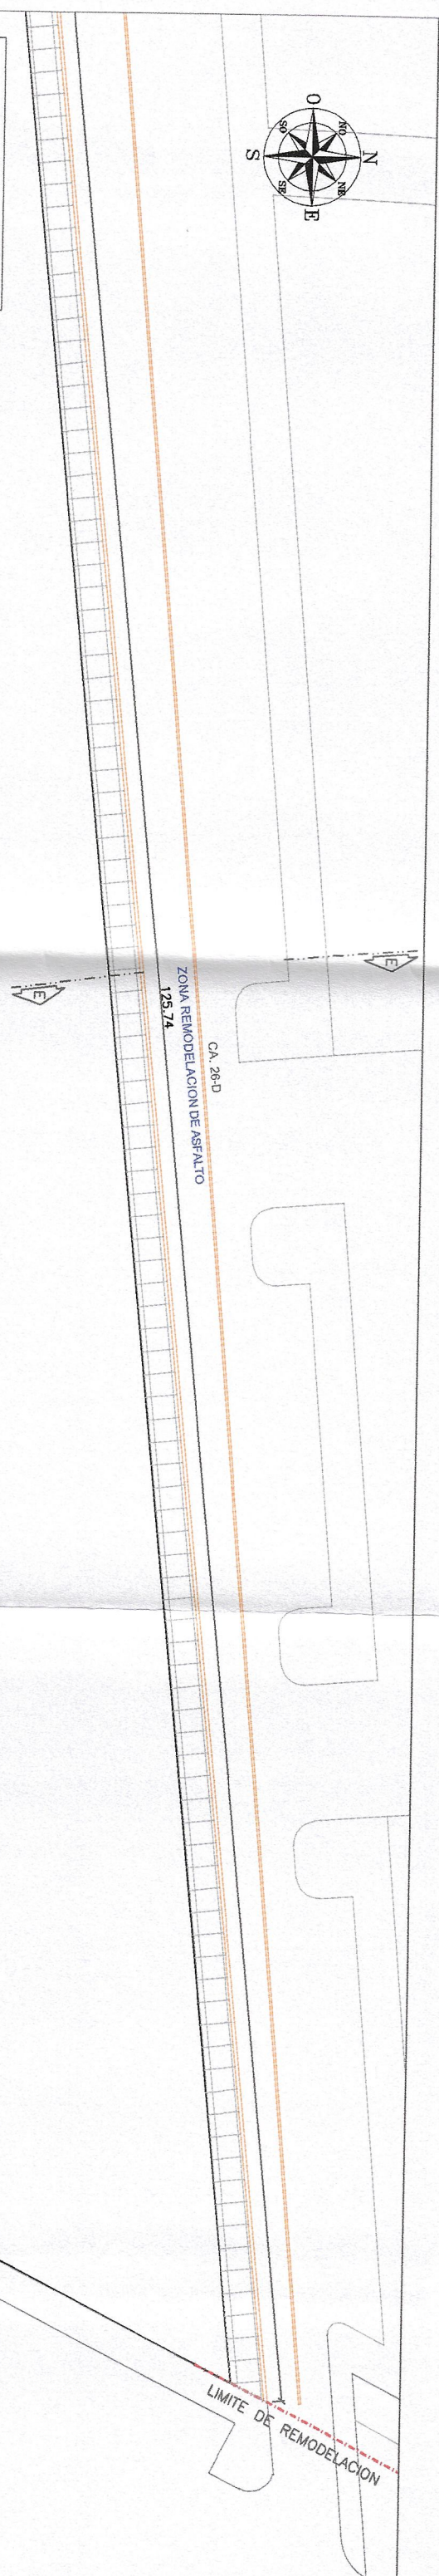 N
NO
NE
O
E
SO
SE
S
E
E
CA. 26-D
ZONA REMODELACION DE ASFALTO
125.74
LIMITE DE REMODELACION